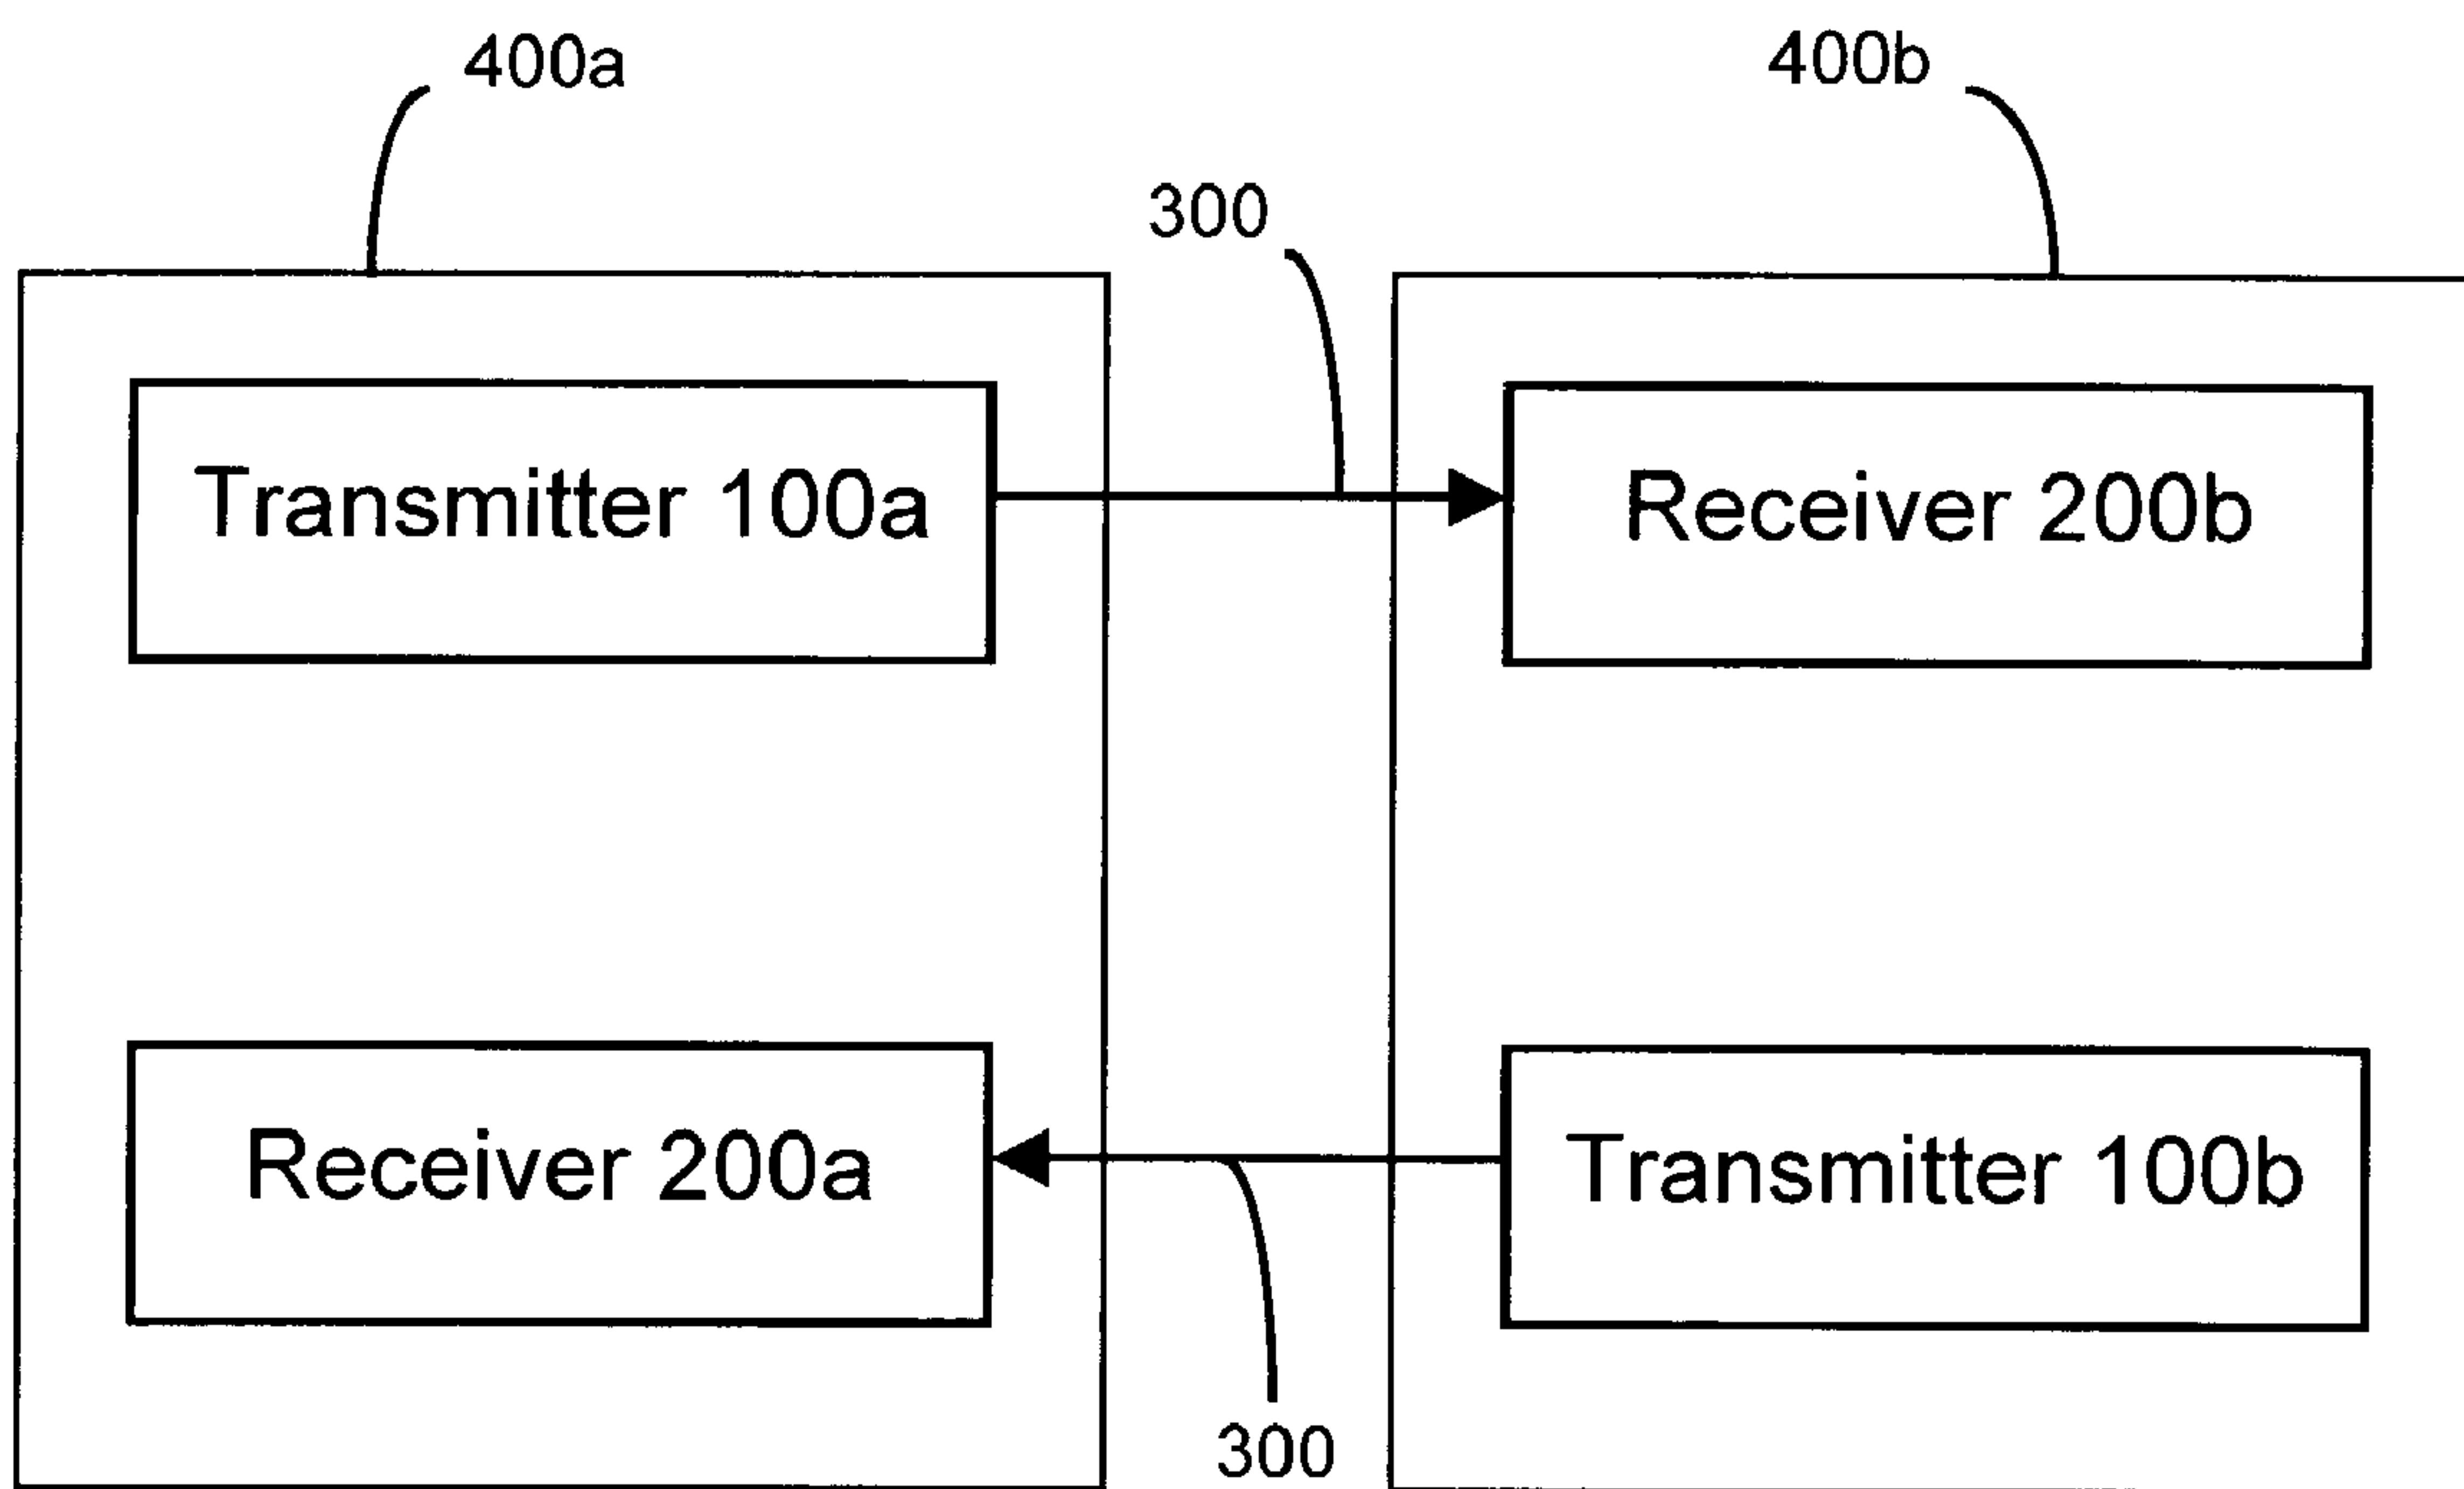 400a
400b
300
Transmitter 100a
Receiver 200b
Receiver 200a
Transmitter 100b
300